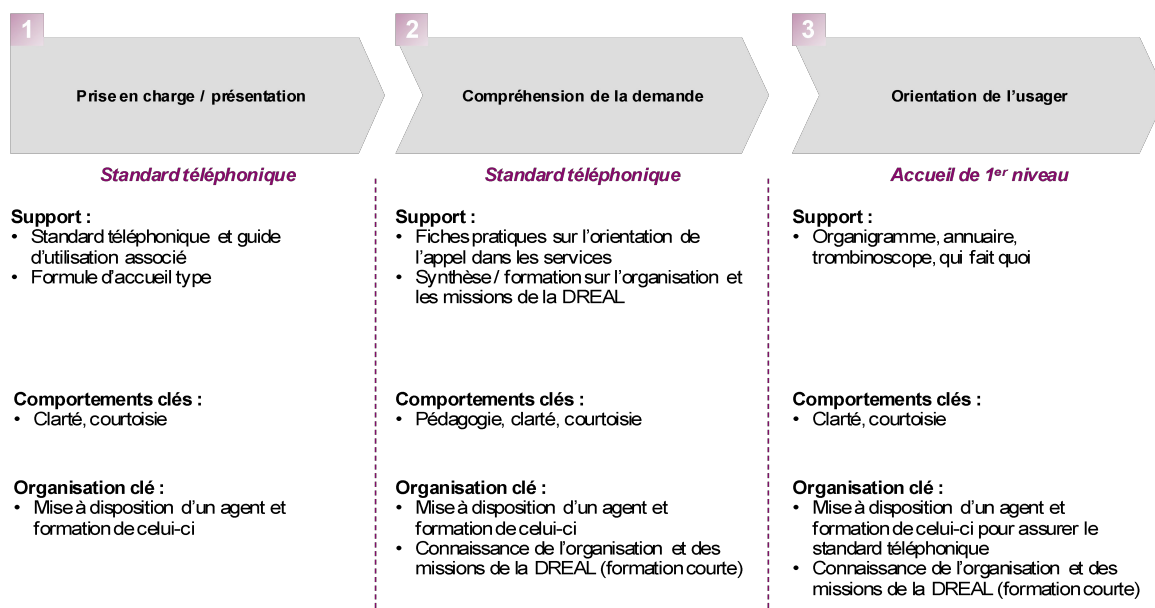 1
Prise en charge / présentation
Standard téléphonique
Support :
• Standard téléphonique et guide
d'utilisation associé
• Formule d'accueil type
Comportements clés :
• Clarté, courtoisie
Organisation clé :
• Mise à disposition d'un agent et
formation de celui-ci
2
Compréhension de la demande
Standard téléphonique
Support :
• Fiches pratiques sur l'orientation de
l'appel dans les services
• Synthèse / formation sur l'organisation et
les missions de la DREAL
Comportements clés :
• Pédagogie, clarté, courtoisie
Organisation clé :
• Mise à disposition d'un agent et
formation de celui-ci
• Connaissance de l'organisation et des
missions de la DREAL (formation courte)
3
Orientation de l'usager
Accueil de 1er niveau
Support :
• Organigramme, annuaire,
trombinoscope, qui fait quoi
Comportements clés :
• Clarté, courtoisie
Organisation clé :
• Mise à disposition d'un agent et
formation de celui-ci pour assurer le
standard téléphonique
• Connaissance de l'organisation et des
missions de la DREAL (formation courte)